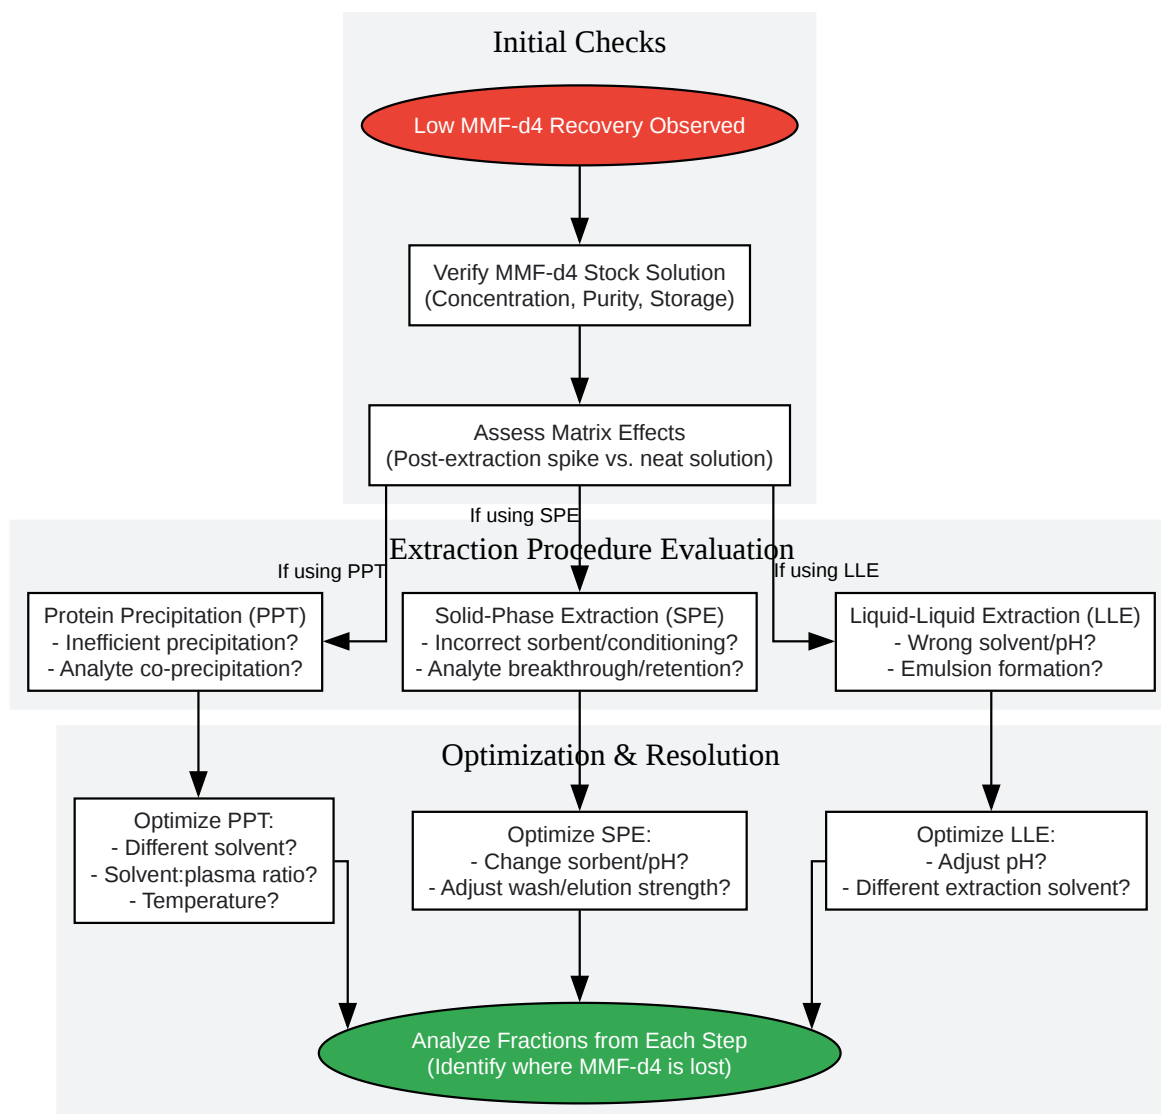 Initial Checks
Low MMF-d4 Recovery Observed
Verify MMF-d4 Stock Solution
(Concentration, Purity, Storage)
Assess Matrix Effects
(Post-extraction spike vs. neat solution)
If using SPE
Extraction Procedure Evaluation
If using PPT
If using LLE
Protein Precipitation (PPT)
- Inefficient precipitation?
- Analyte co-precipitation?
Solid-Phase Extraction (SPE)
- Incorrect sorbent/conditioning?
- Analyte breakthrough/retention?
Liquid-Liquid Extraction (LLE)
- Wrong solvent/pH?
- Emulsion formation?
Optimization & Resolution
Optimize PPT:
- Different solvent?
- Solvent:plasma ratio?
- Temperature?
Optimize SPE:
- Change sorbent/pH?
- Adjust wash/elution strength?
Optimize LLE:
- Adjust pH?
- Different extraction solvent?
Analyze Fractions from Each Step
(Identify where MMF-d4 is lost)